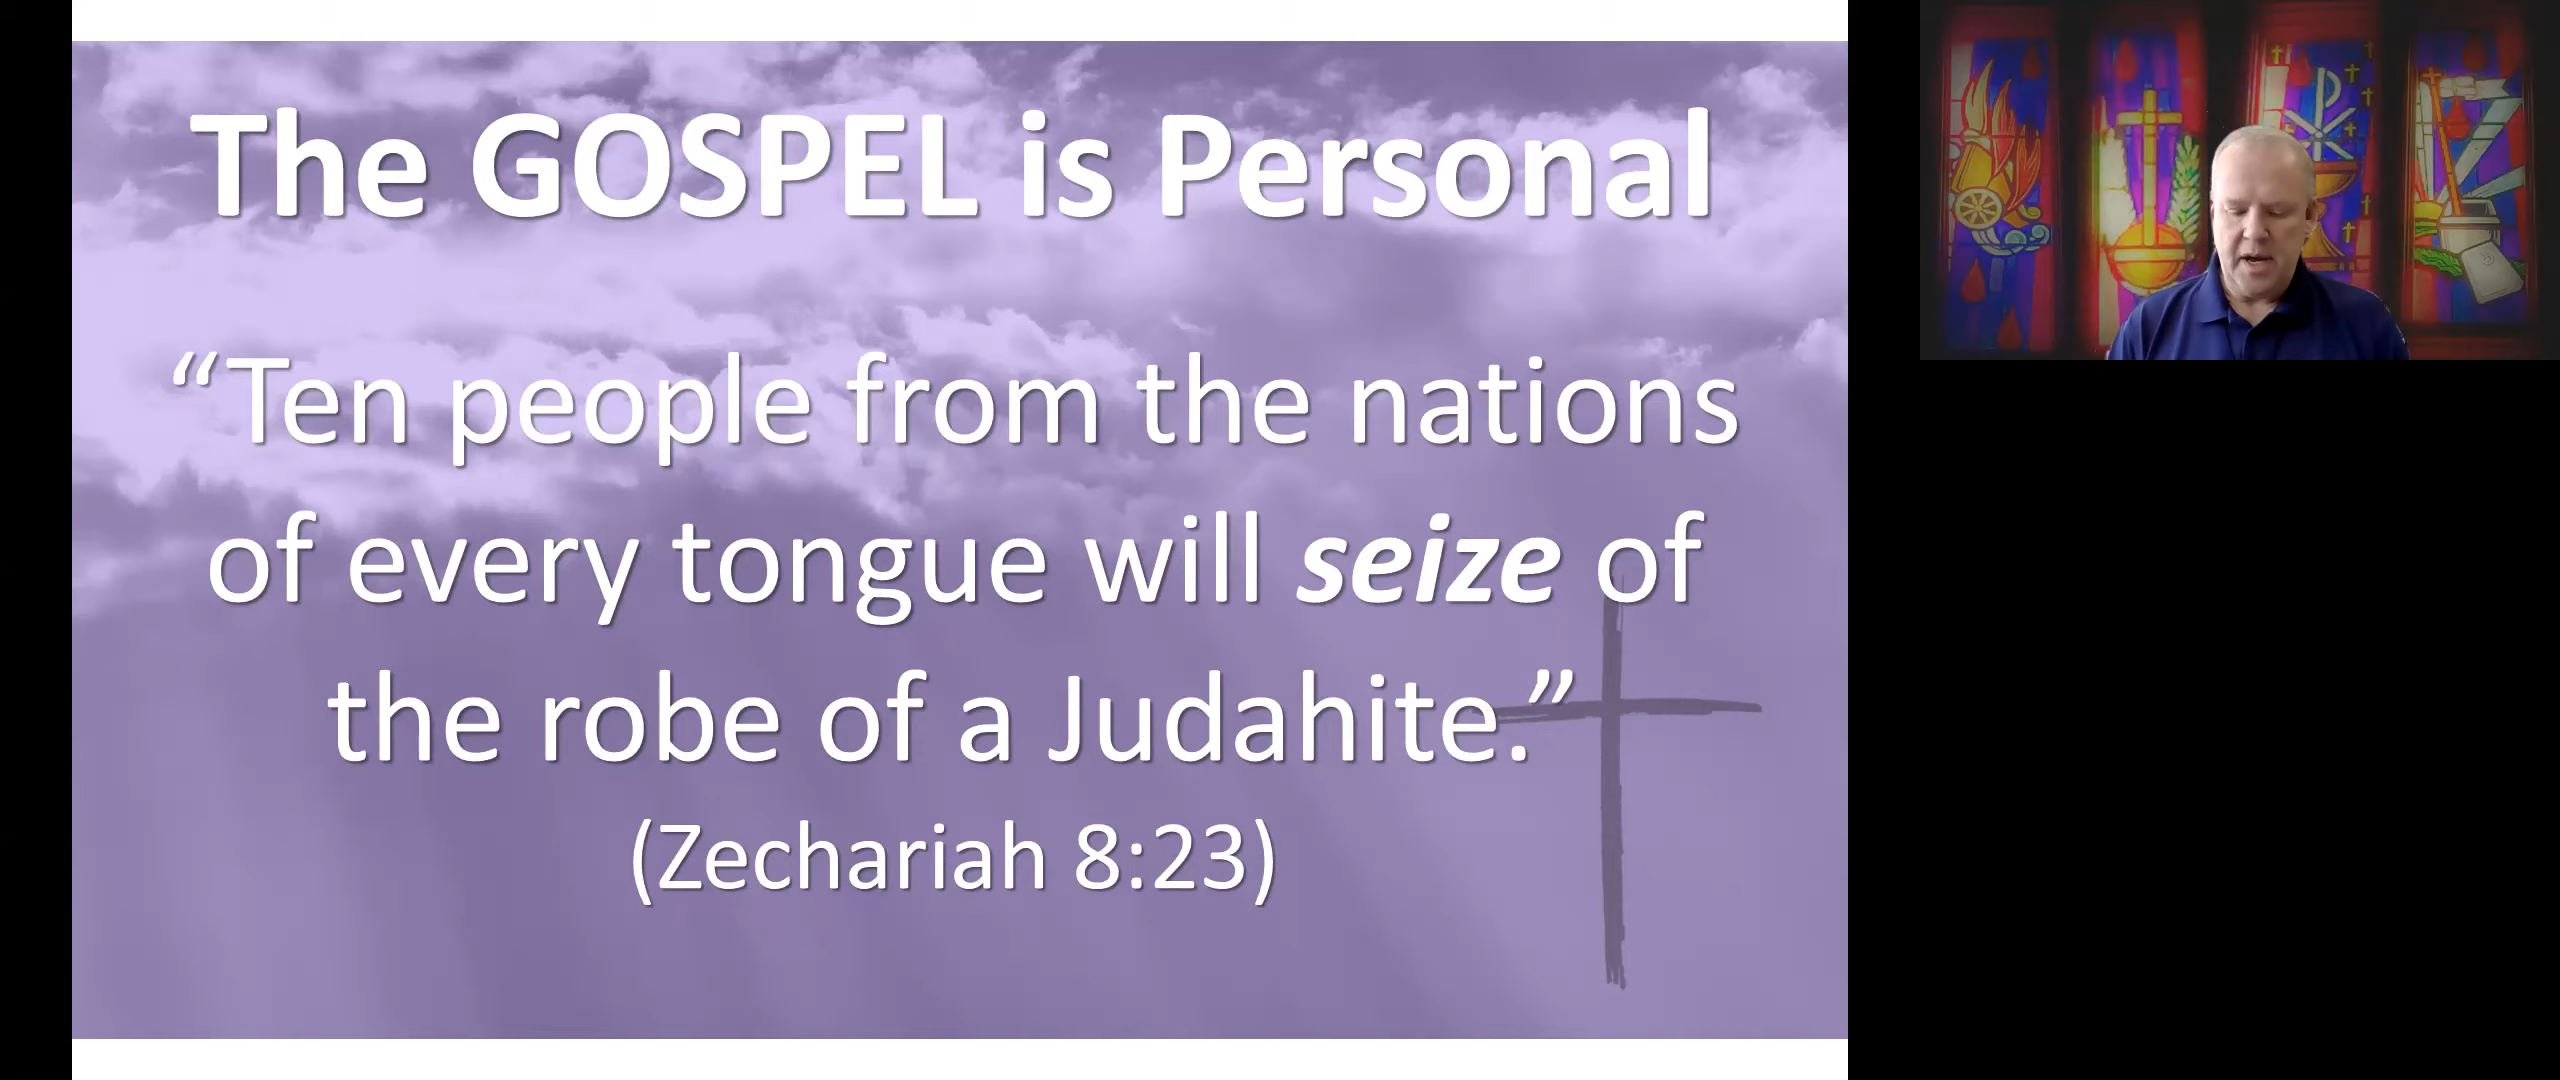 The GOSPEL is Personal
“Ten people from the nations
of every tongue will seize of
the robe of a Judahite.”
(Zechariah 8:23)